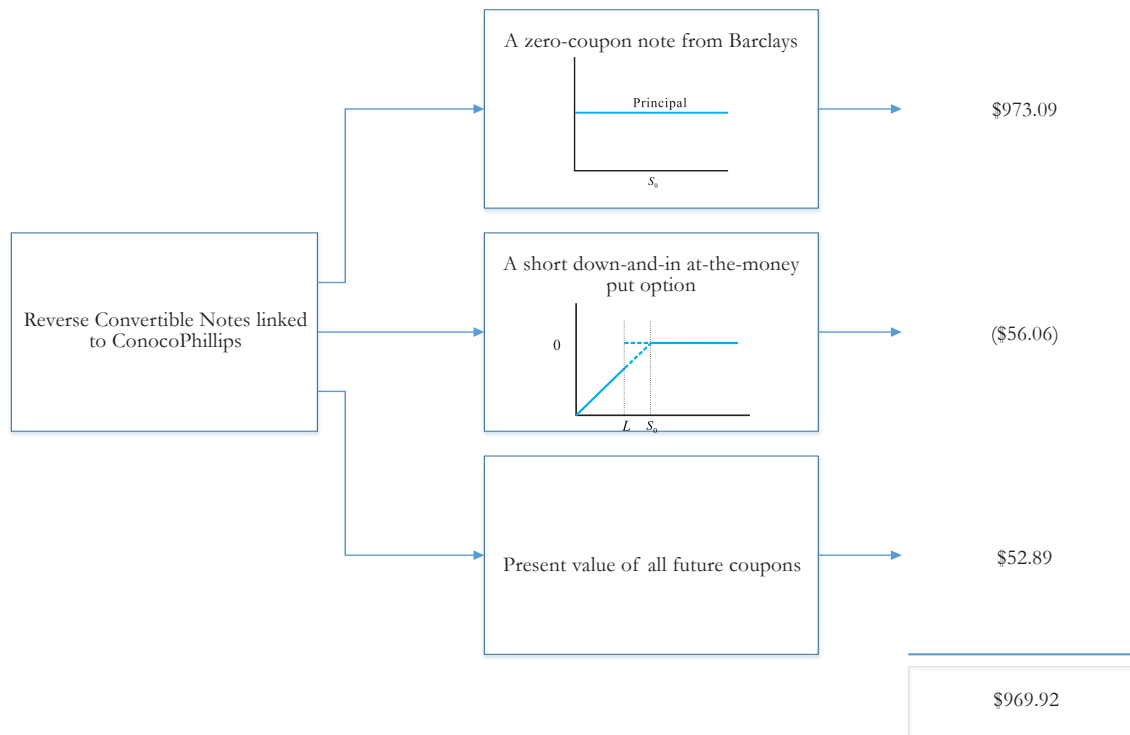 A zero-coupon note from Barclays
Principal
S₀
$973.09
Reverse Convertible Notes linked
to ConocoPhillips
A short down-and-in at-the-money
put option
0
L
S₀
($56.06)
Present value of all future coupons
$52.89
$969.92